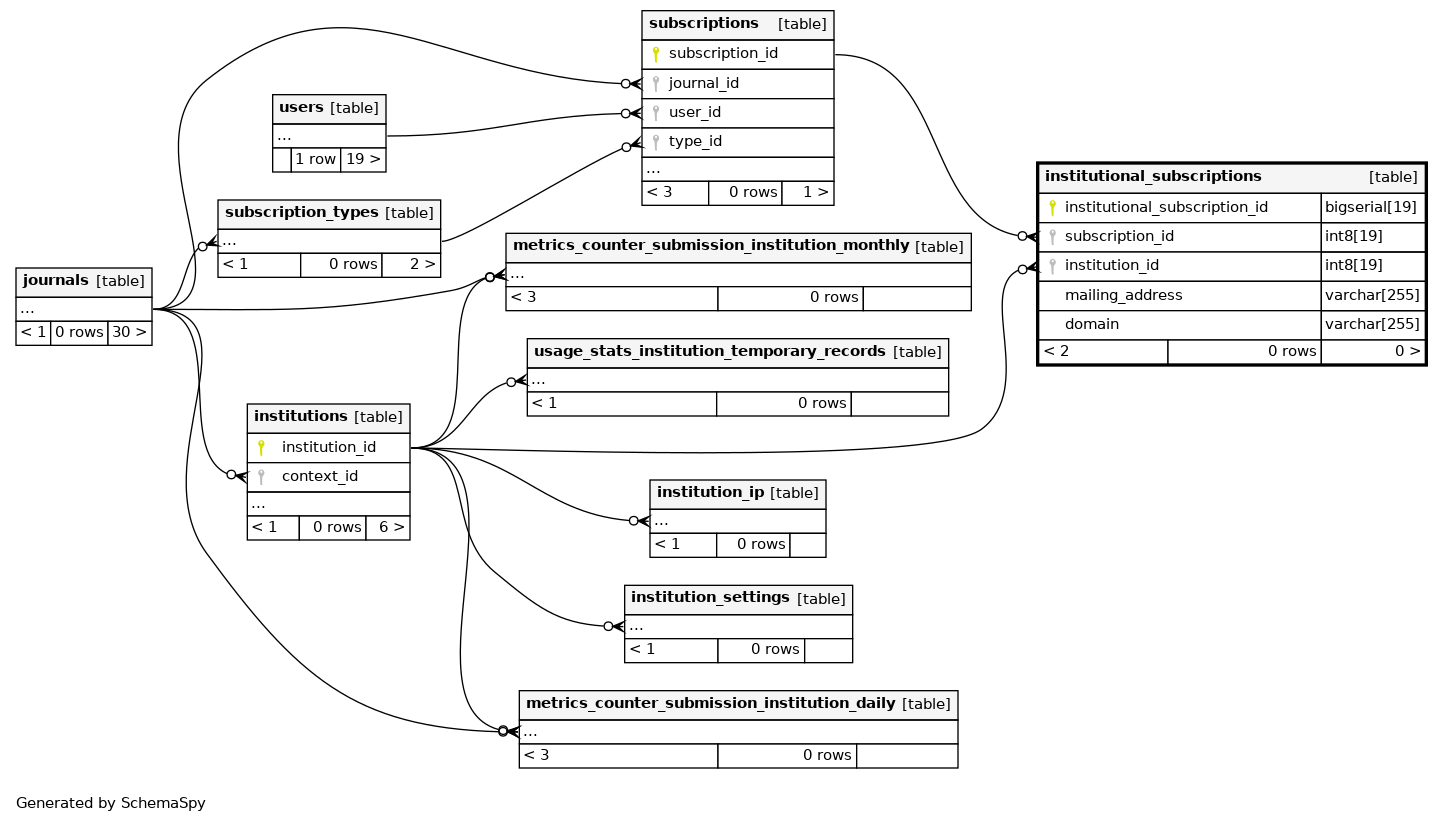 subscriptions [table]
subscription_id
journal_id
user_id
type_id
...
< 3 0 rows 1 >
users [table]
...
1 row 19 >
institutional_subscriptions [table]
institutional_subscription_id bigserial[19]
subscription_id int8[19]
institution_id int8[19]
mailing_address varchar[255]
domain varchar[255]
< 2 0 rows 0 >
subscription_types [table]
...
< 1 0 rows 2 >
metrics_counter_submission_institution_monthly [table]
...
< 3 0 rows
journals [table]
...
< 1 0 rows 30 >
usage_stats_institution_temporary_records [table]
...
< 1 0 rows
institutions [table]
institution_id
context_id
...
< 1 0 rows 6 >
institution_ip [table]
...
< 1 0 rows
institution_settings [table]
...
< 1 0 rows
metrics_counter_submission_institution_daily [table]
...
< 3 0 rows
Generated by SchemaSpy